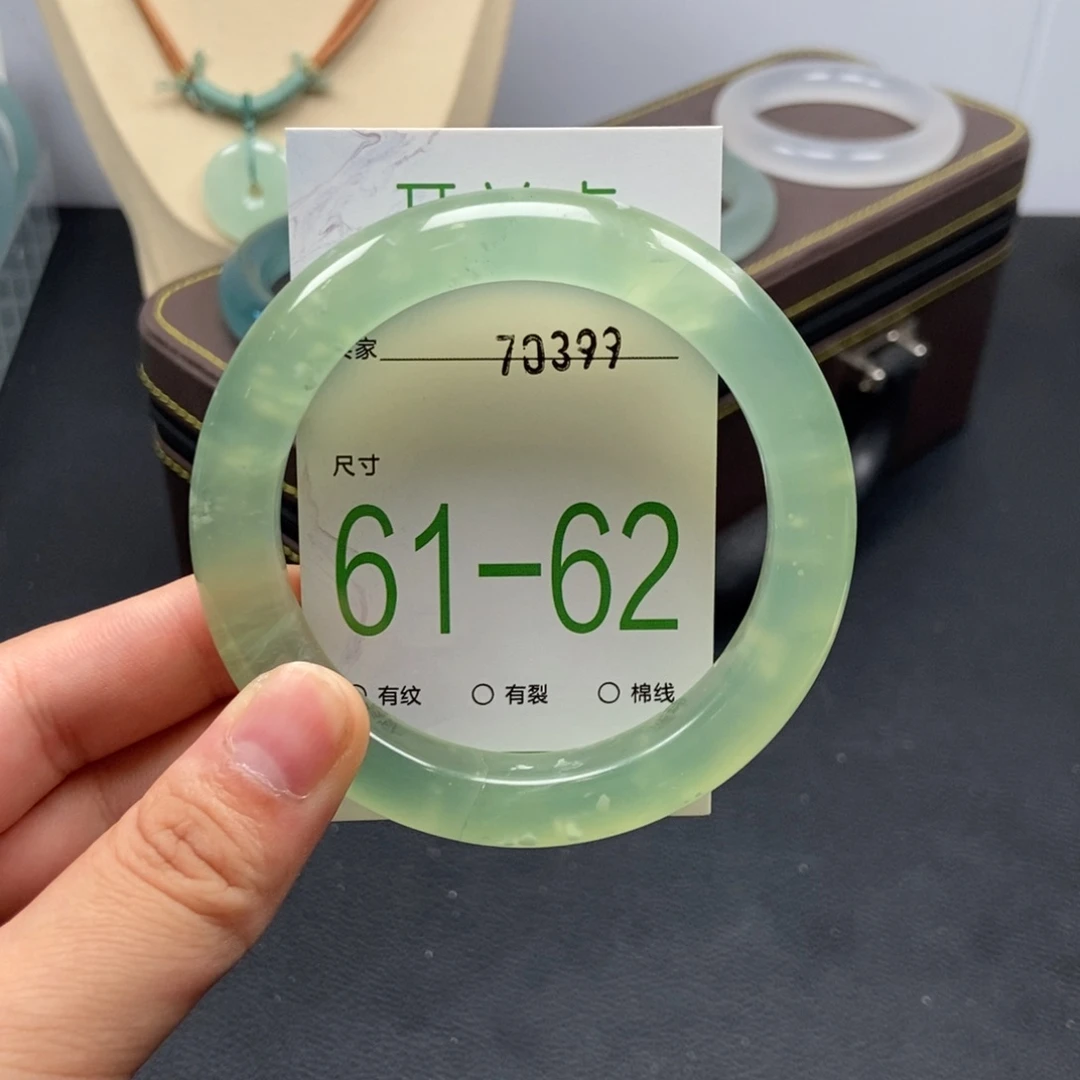 家 70399
尺寸
61-62
有纹 有裂 棉线